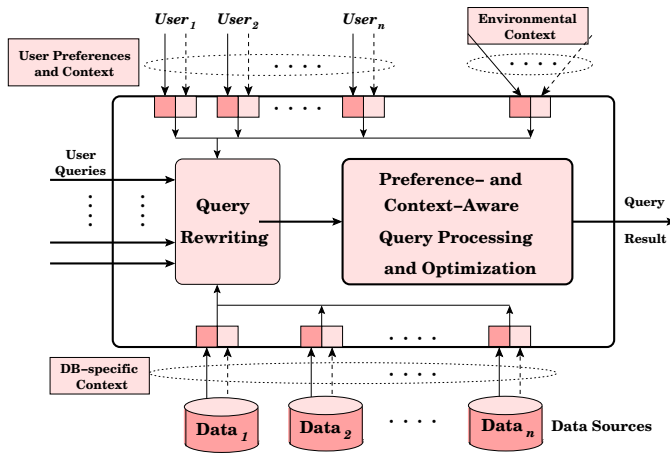 User1
User2
Usern
Environmental
Context
User Preferences
and Context
. . . .
. . . .
. . . .
User
Queries
Query
Rewriting
Preference– and
Context–Aware
Query Processing
and Optimization
Query
Result
. . . .
DB–specific
Context
. . . .
Data1
Data2
. . . .
Datan
Data Sources